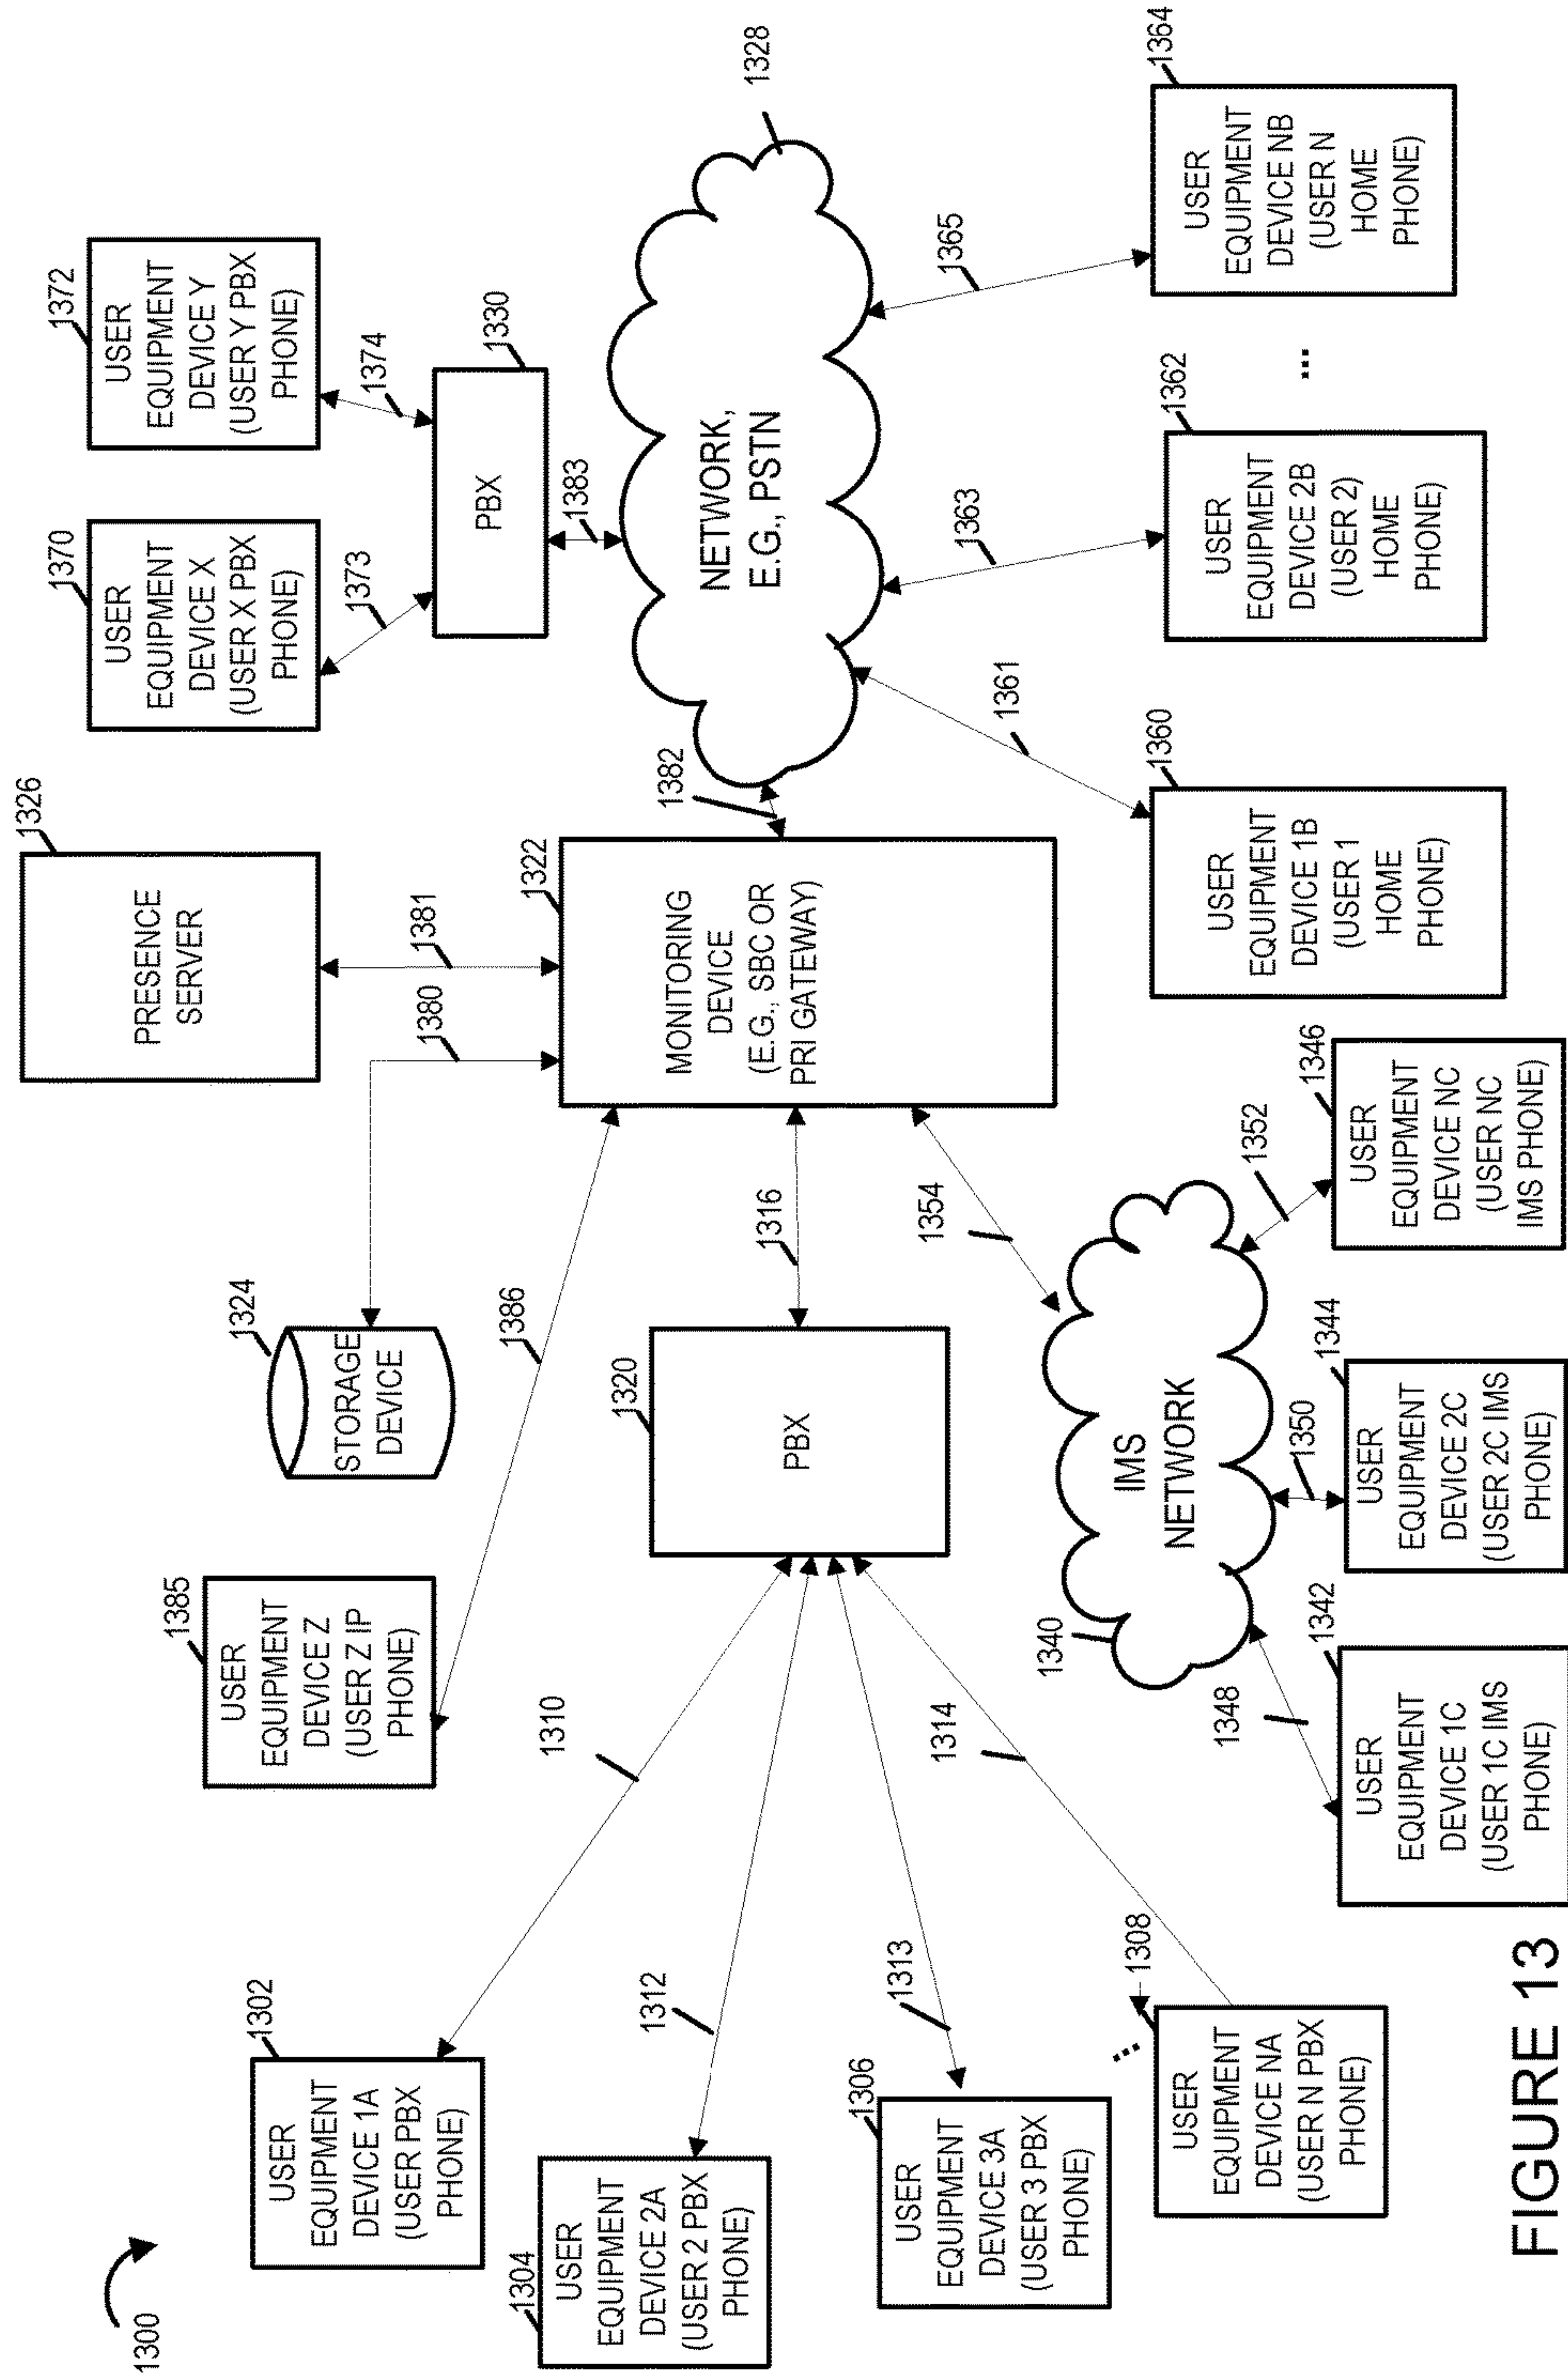 1300
1302
USER
EQUIPMENT
DEVICE 1A
(USER PBX
PHONE)
1304
USER
EQUIPMENT
DEVICE 2A
(USER 2 PBX
PHONE)
1306
USER
EQUIPMENT
DEVICE 3A
(USER 3 PBX
PHONE)
...
1308
USER
EQUIPMENT
DEVICE NA
(USER N PBX
PHONE)
1310
1312
1313
1314
1385
USER
EQUIPMENT
DEVICE Z
(USER Z IP
PHONE)
1386
1324
STORAGE
DEVICE
1320
PBX
1316
1340
IMS
NETWORK
1354
1348
1350
1352
1342
USER
EQUIPMENT
DEVICE 1C
(USER 1C IMS
PHONE)
1344
USER
EQUIPMENT
DEVICE 2C
(USER 2C IMS
PHONE)
1346
USER
EQUIPMENT
DEVICE NC
(USER NC
IMS PHONE)
1326
PRESENCE
SERVER
1380
1381
1322
MONITORING
DEVICE
(E.G., SBC OR
PRI GATEWAY)
1382
1370
USER
EQUIPMENT
DEVICE X
(USER X PBX
PHONE)
1372
USER
EQUIPMENT
DEVICE Y
(USER Y PBX
PHONE)
1373
1374
1330
PBX
1383
1328
NETWORK,
E.G., PSTN
1361
1363
1365
1360
USER
EQUIPMENT
DEVICE 1B
(USER 1
HOME
PHONE)
1362
USER
EQUIPMENT
DEVICE 2B
(USER 2)
HOME
PHONE)
...
1364
USER
EQUIPMENT
DEVICE NB
(USER N
HOME
PHONE)
FIGURE 13